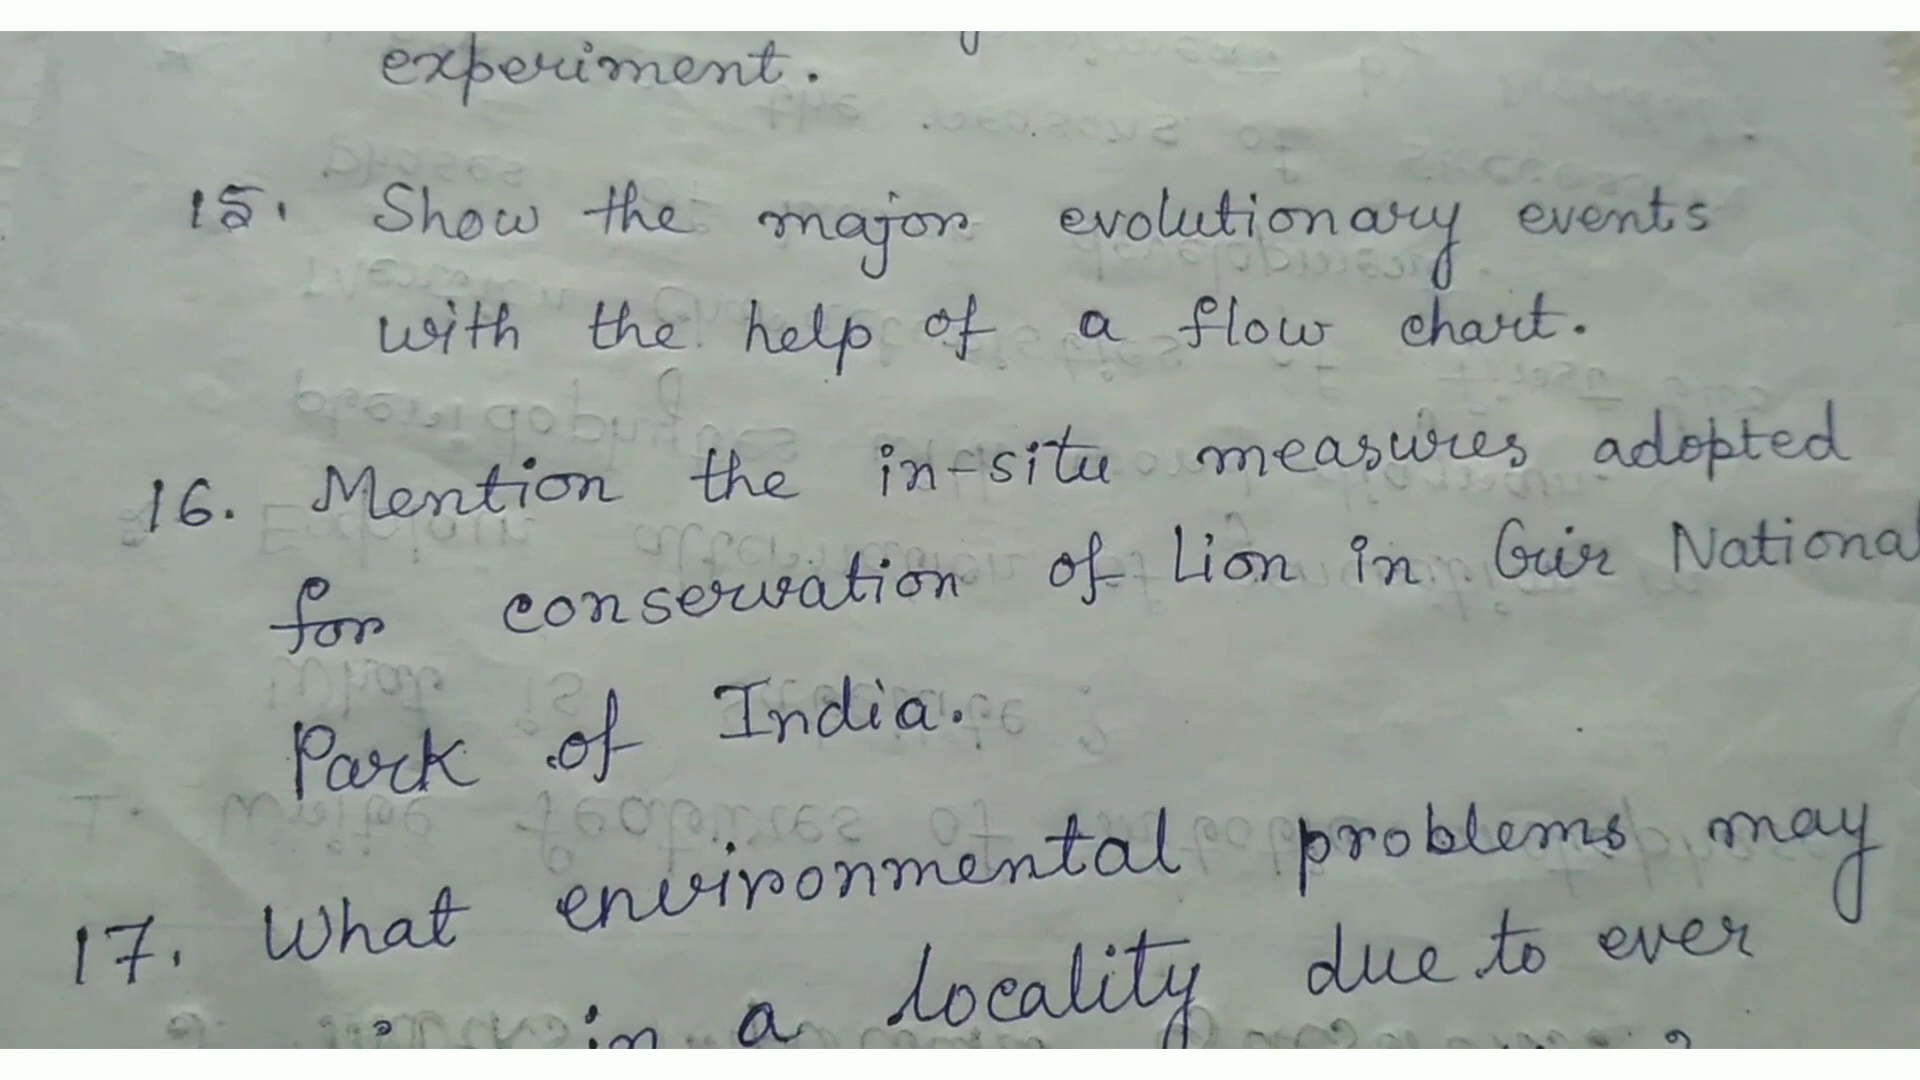 experiment.
15. Show the major evolutionary events
with the help of a flow chart.
16. Mention the in-situ measures adopted
for conservation of Lion in Gir National
Park of India.
17. What environmental problems may
in a locality due to ever